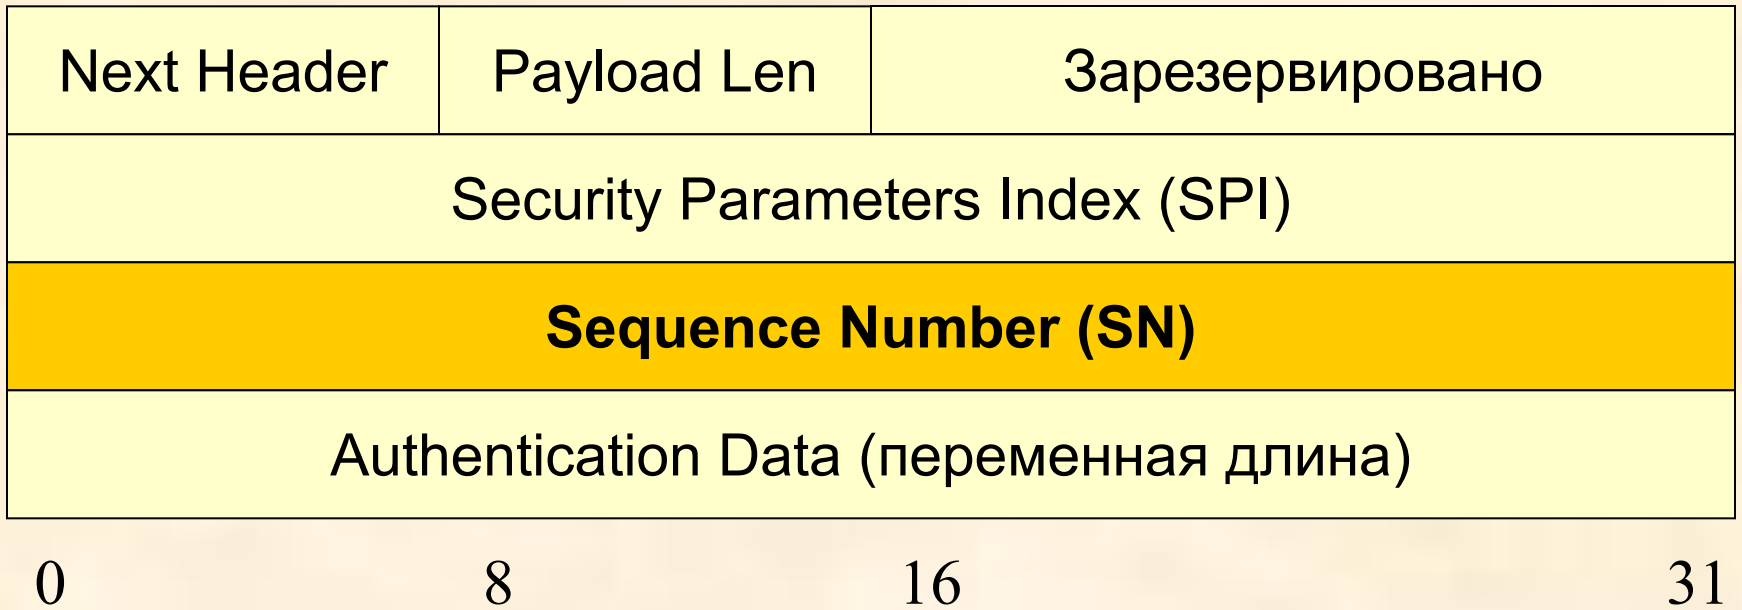 Next Header Payload Len Зарезервировано
Security Parameters Index (SPI)
Sequence Number (SN)
Authentication Data (переменная длина)
0 8 16 31